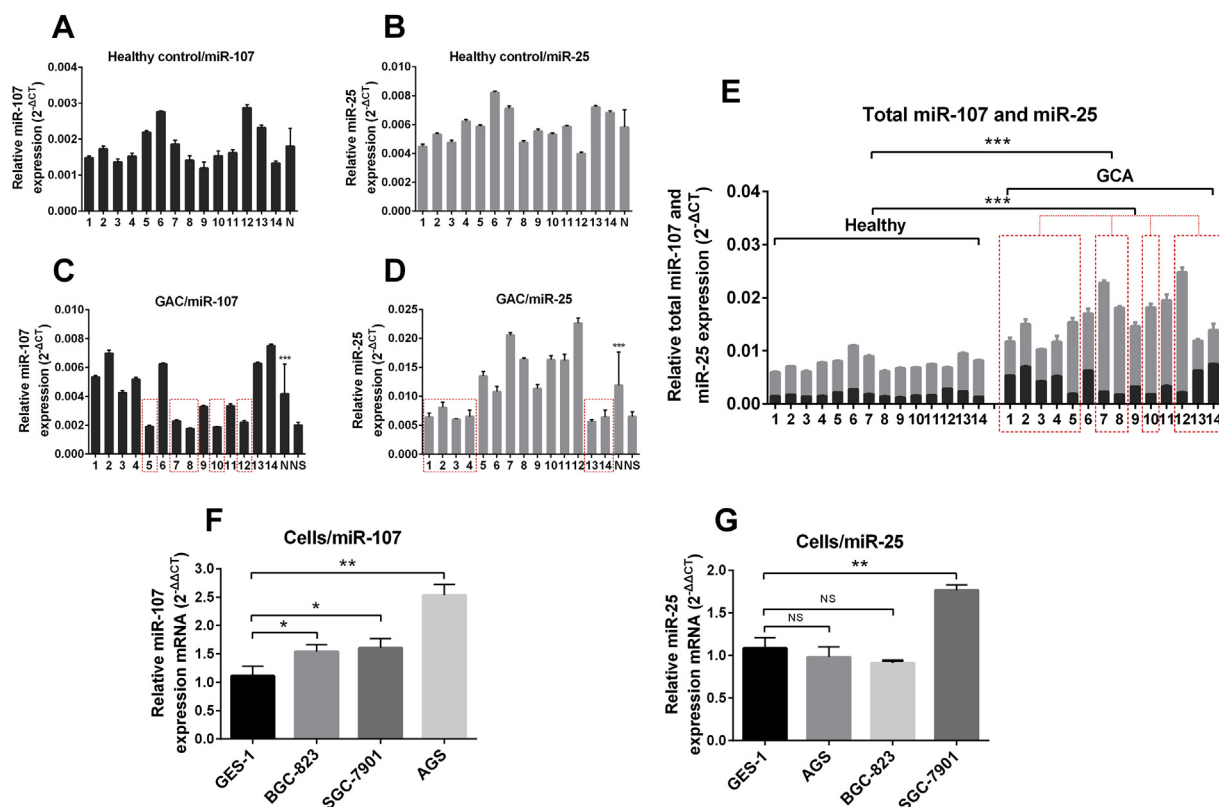 A
Healthy control/miR-107
Relative miR-107
expression (2-ΔCT)
0.004
0.003
0.002
0.001
0.000
1 2 3 4 5 6 7 8 9 10 11 12 13 14 N
B
Healthy control/miR-25
Relative miR-25
expression (2-ΔCT)
0.010
0.008
0.006
0.004
0.002
0.000
1 2 3 4 5 6 7 8 9 10 11 12 13 14 N
C
GAC/miR-107
Relative miR-107
expression (2-ΔCT)
0.010
0.008
0.006
0.004
0.002
0.000
***
1 2 3 4 5 6 7 8 9 10 11 12 13 14 N NS
D
GAC/miR-25
Relative miR-25
expression (2-ΔCT)
0.025
0.020
0.015
0.010
0.005
0.000
***
1 2 3 4 5 6 7 8 9 10 11 12 13 14 N NS
E
Total miR-107 and miR-25
Relative total miR-107 and
miR-25 expression (2-ΔCT)
0.04
0.03
0.02
0.01
0.00
***
GCA
***
Healthy
1 2 3 4 5 6 7 8 9 10 11 12 13 14 1 2 3 4 5 6 7 8 9 10 11 12 13 14
F
Cells/miR-107
Relative miR-107
expression mRNA (2-ΔΔCT)
2.5
2.0
1.5
1.0
0.5
0.0
**
*
*
GES-1
BGC-823
SGC-7901
AGS
G
Cells/miR-25
Relative miR-25
expression mRNA (2-ΔΔCT)
2.0
1.5
1.0
0.5
0.0
**
NS
NS
GES-1
AGS
BGC-823
SGC-7901